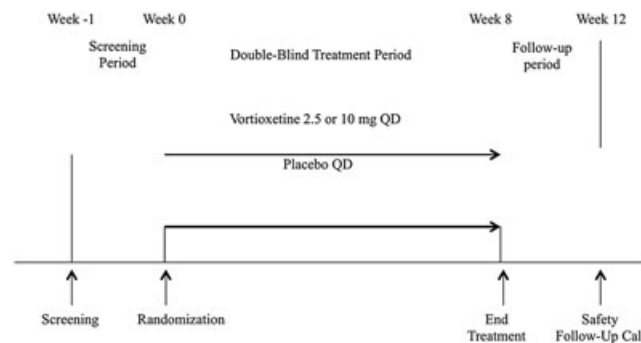 Week -1 Week 0 Week 8 Week 12
Screening
Period
Double-Blind Treatment Period
Follow-up
period
Vortioxetine 2.5 or 10 mg QD
Placebo QD
Screening
Randomization
End
Treatment
Safety
Follow-Up Cal